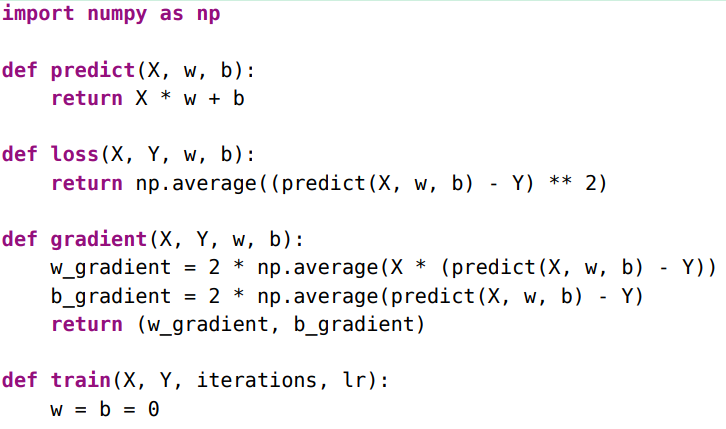 import numpy as np
def predict(X, w, b):
    return X * w + b
def loss(X, Y, w, b):
    return np.average((predict(X, w, b) - Y) ** 2)
def gradient(X, Y, w, b):
    w_gradient = 2 * np.average(X * (predict(X, w, b) - Y))
    b_gradient = 2 * np.average(predict(X, w, b) - Y)
    return (w_gradient, b_gradient)
def train(X, Y, iterations, lr):
    w = b = 0